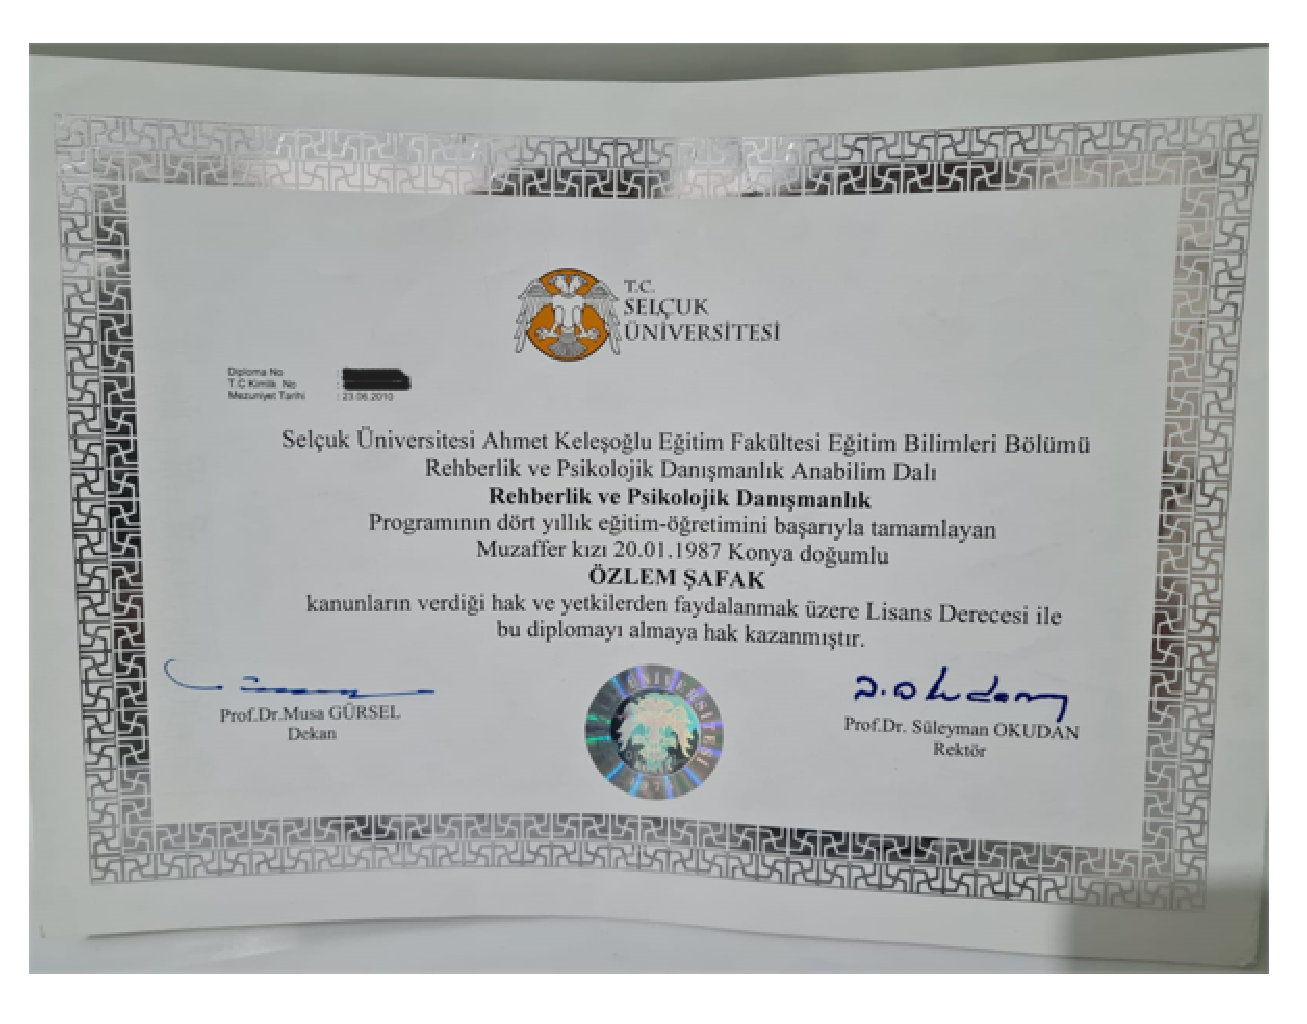 T.C.
SELÇUK
ÜNİVERSİTESİ
Diploma No :
T.C Kimlik No :
Mezuniyet Tarihi : 23.06.2010
Selçuk Üniversitesi Ahmet Keleşoğlu Eğitim Fakültesi Eğitim Bilimleri Bölümü
Rehberlik ve Psikolojik Danışmanlık Anabilim Dalı
Rehberlik ve Psikolojik Danışmanlık
Programının dört yıllık eğitim-öğretimini başarıyla tamamlayan
Muzaffer kızı 20.01.1987 Konya doğumlu
ÖZLEM ŞAFAK
kanunların verdiği hak ve yetkilerden faydalanmak üzere Lisans Derecesi ile
bu diplomayı almaya hak kazanmıştır.
Prof.Dr.Musa GÜRSEL
Dekan
Prof.Dr. Süleyman OKUDAN
Rektör
ÜNİVERSİTESİ